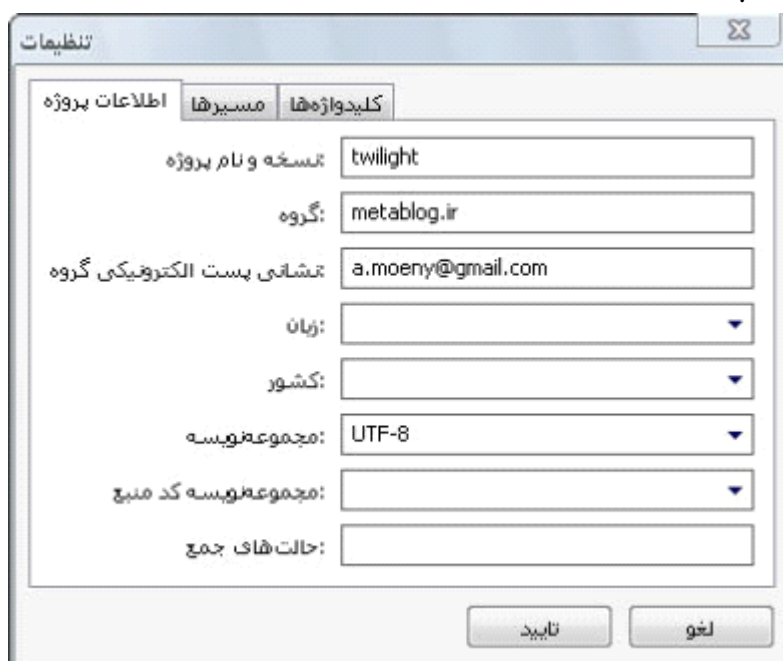 تنظیمات
اطلاعات پروژه مسیرها کلیدواژه‌ها
نسخه و نام پروژه: twilight
گروه: metablog.ir
نشانی پست الکترونیکی گروه: a.moeny@gmail.com
زبان:
کشور:
مجموعه‌نویسه: UTF-8
مجموعه‌نویسه کد منبع:
حالت‌های جمع:
تایید لغو